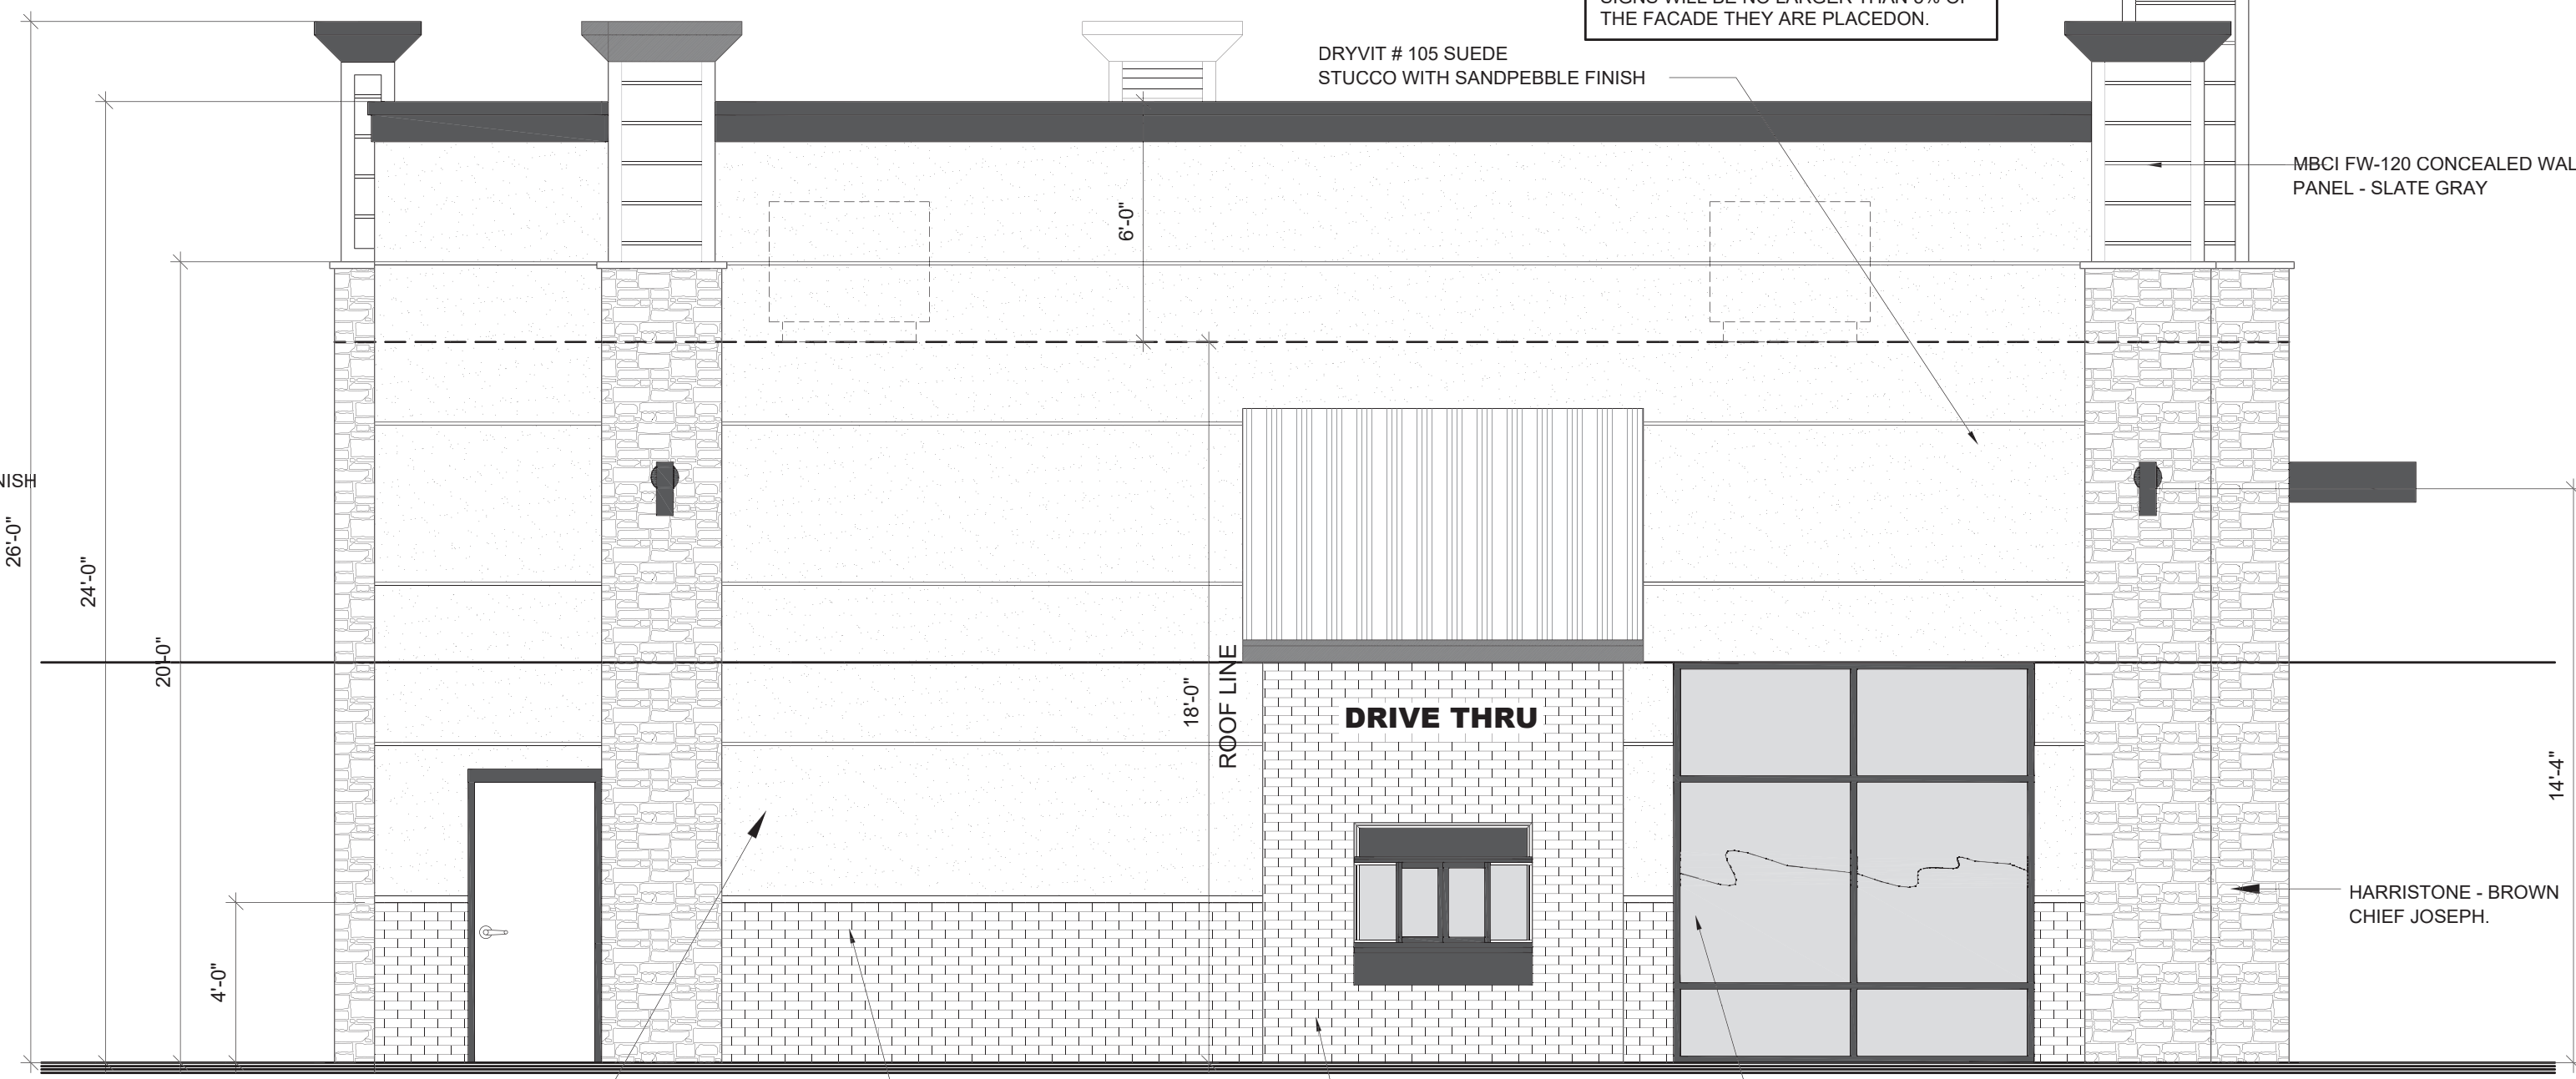 THE FACADE THEY ARE PLACEDON.
DRYVIT # 105 SUEDE
STUCCO WITH SANDPEBBLE FINISH
MBCI FW-120 CONCEALED WAL
PANEL - SLATE GRAY
6'-0"
NISH
26'-0"
24'-0"
20'-0"
18'-0"
ROOF LINE
DRIVE THRU
14'-4"
HARRISTONE - BROWN
CHIEF JOSEPH.
4'-0"